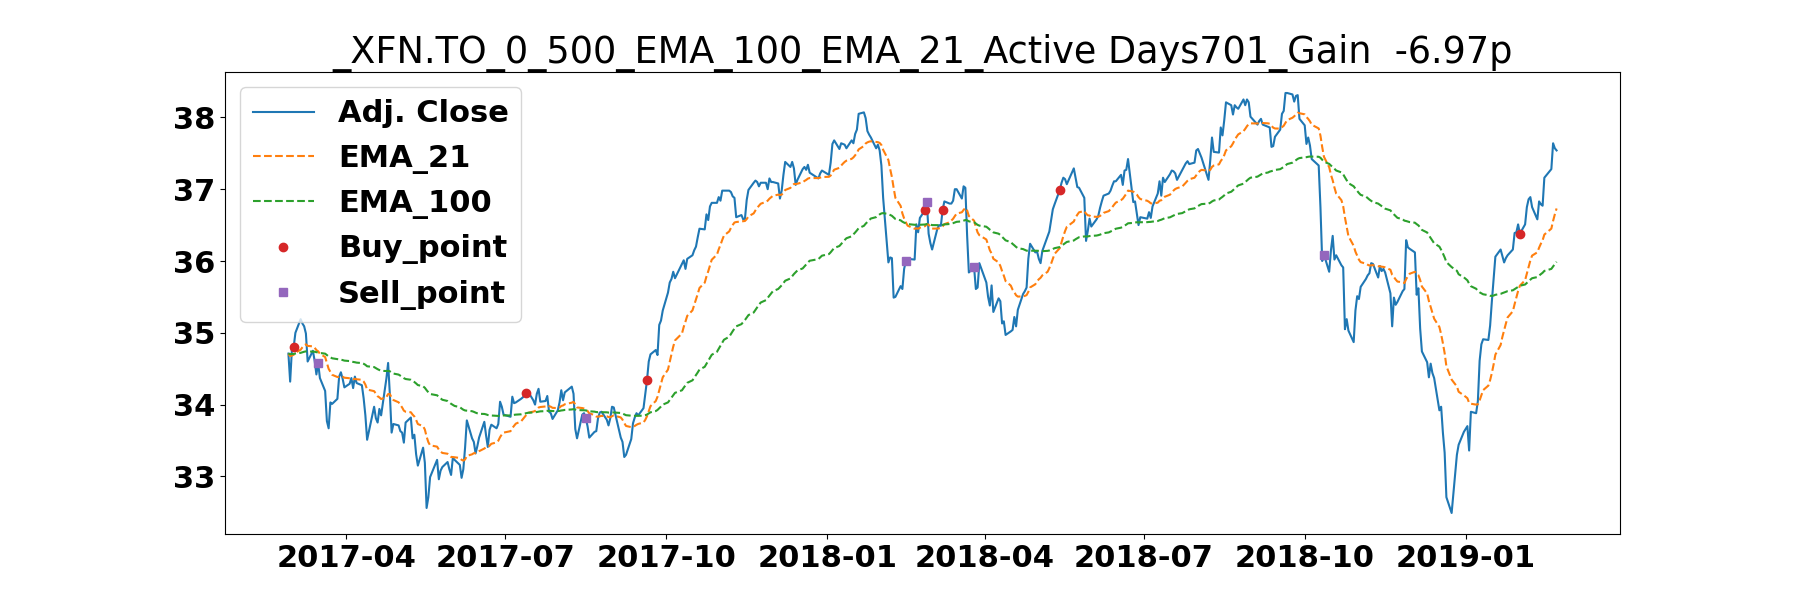 _XFN.TO_0_500_EMA_100_EMA_21_Active Days701_Gain  -6.97p
38
37
36
35
34
33
Adj. Close
EMA_21
EMA_100
Buy_point
Sell_point
2017-04 2017-07 2017-10 2018-01 2018-04 2018-07 2018-10 2019-01